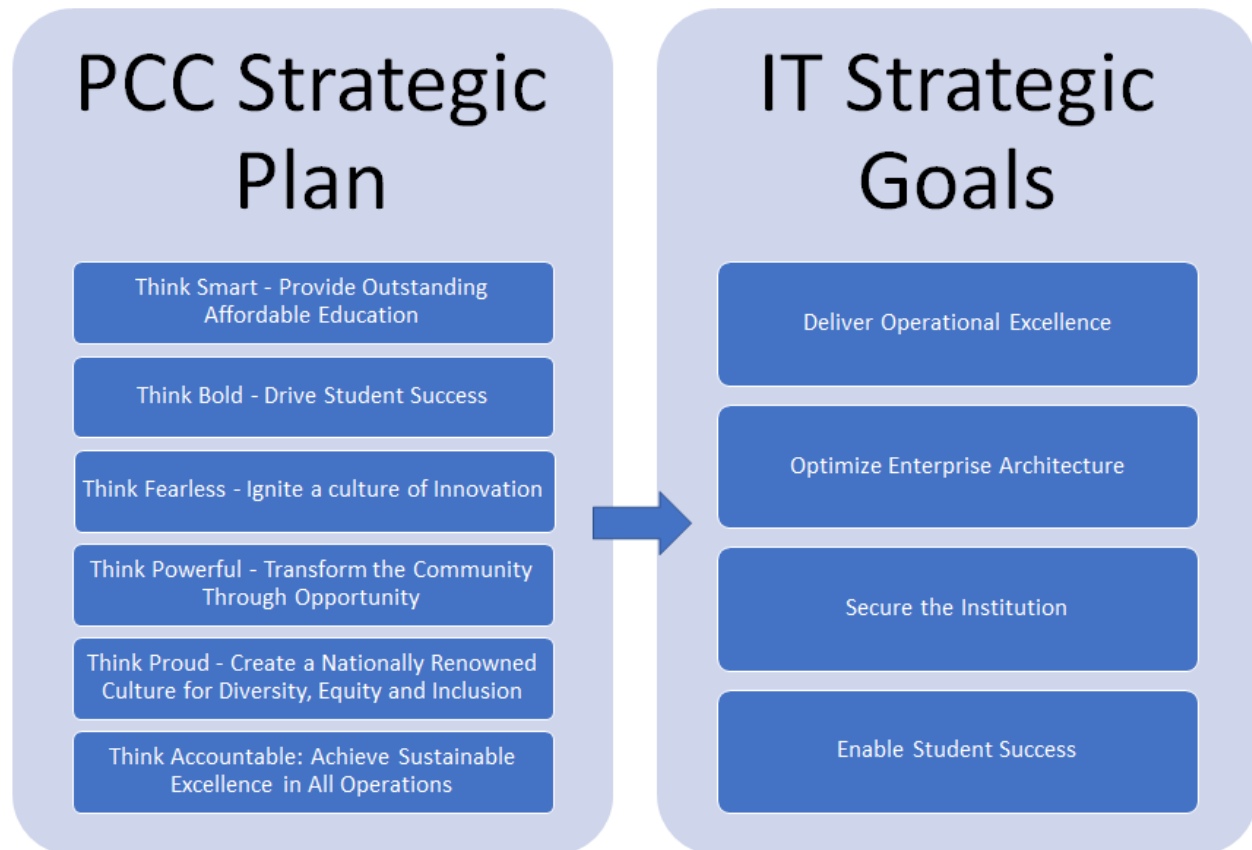 PCC Strategic
Plan
Think Smart - Provide Outstanding
Affordable Education
Think Bold - Drive Student Success
Think Fearless - Ignite a culture of Innovation
Think Powerful - Transform the Community
Through Opportunity
Think Proud - Create a Nationally Renowned
Culture for Diversity, Equity and Inclusion
Think Accountable: Achieve Sustainable
Excellence in All Operations
IT Strategic
Goals
Deliver Operational Excellence
Optimize Enterprise Architecture
Secure the Institution
Enable Student Success